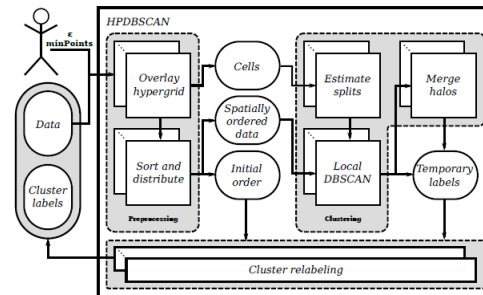 HPDBSCAN
ε
minPoints
Overlay
hypergrid
Cells
Estimate
splits
Merge
halos
Data
Spatially
ordered data
Sort and
distribute
Initial
order
Local
DBSCAN
Temporary
labels
Cluster
labels
Preprocessing
Clustering
Cluster relabeling